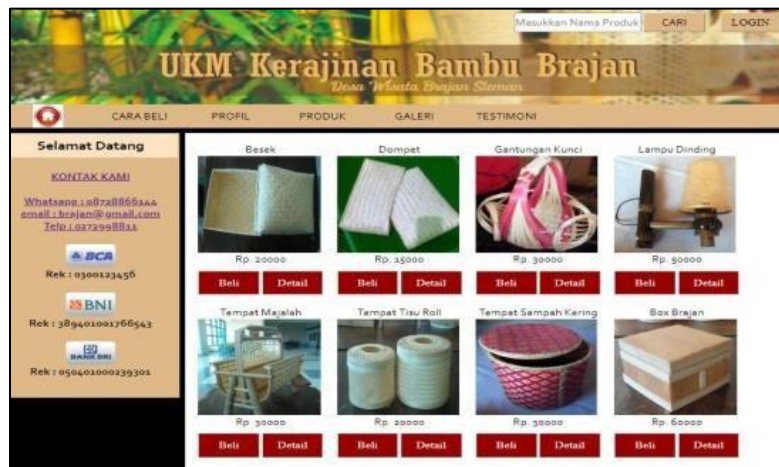 Masukkan Nama Produk CARI LOGIN
UKM Kerajinan Bambu Brajan
Desa Wisata Brajan Sleman
CARA BELI PROFIL PRODUK GALERI TESTIMONI
Selamat Datang
KONTAK KAMI
Whatsapp : 08728866144
email : brajan@gmail.com
Telp : 0272998811
BCA
Rek : 0300123456
BNI
Rek : 389401001766543
BANK BRI
Rek : 050401000239301
Besek Dompet Gantungan Kunci Lampu Dinding
Rp. 20000 Rp. 15000 Rp. 30000 Rp. 50000
Beli Detail Beli Detail Beli Detail Beli Detail
Tempat Majalah Tempat Tisu Roll Tempat Sampah Kering Box Brajan
Rp. 30000 Rp. 20000 Rp. 30000 Rp. 60000
Beli Detail Beli Detail Beli Detail Beli Detail